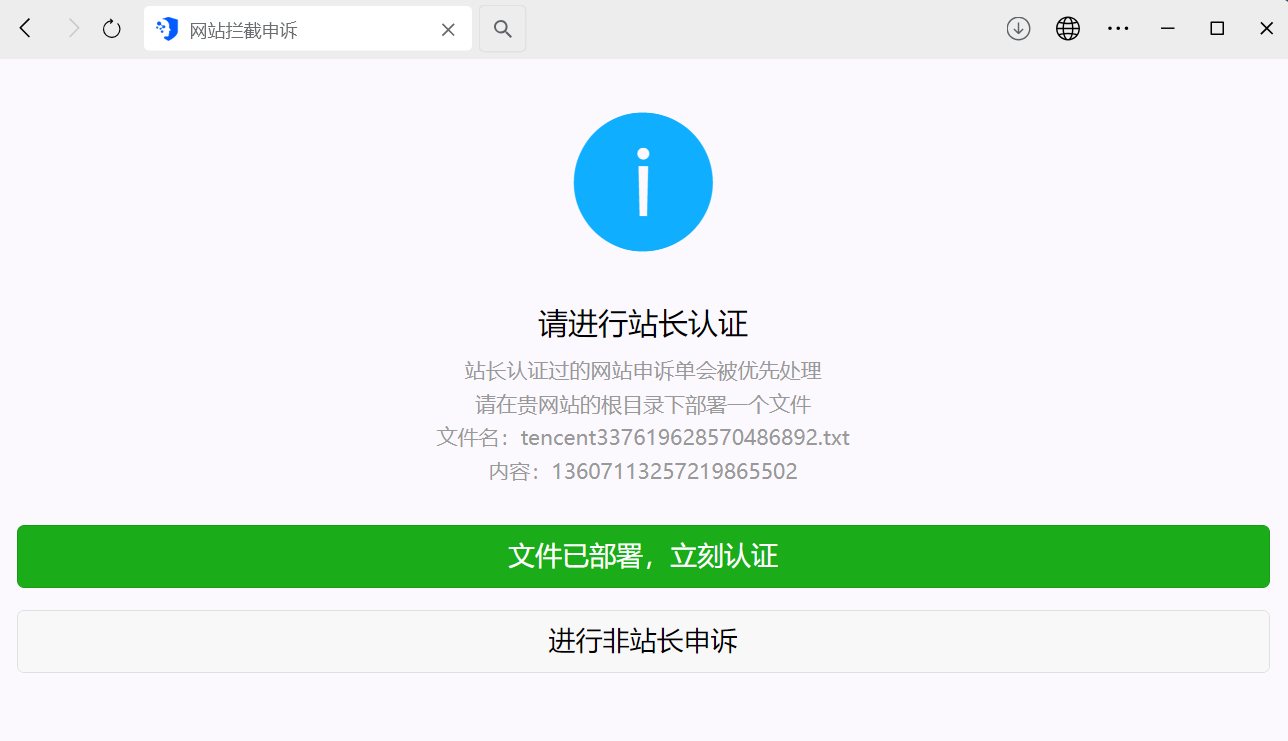 网站拦截申诉
请进行站长认证
站长认证过的网站申诉单会被优先处理
请在贵网站的根目录下部署一个文件
文件名：tencent337619628570486892.txt
内容：13607113257219865502
文件已部署，立刻认证
进行非站长申诉